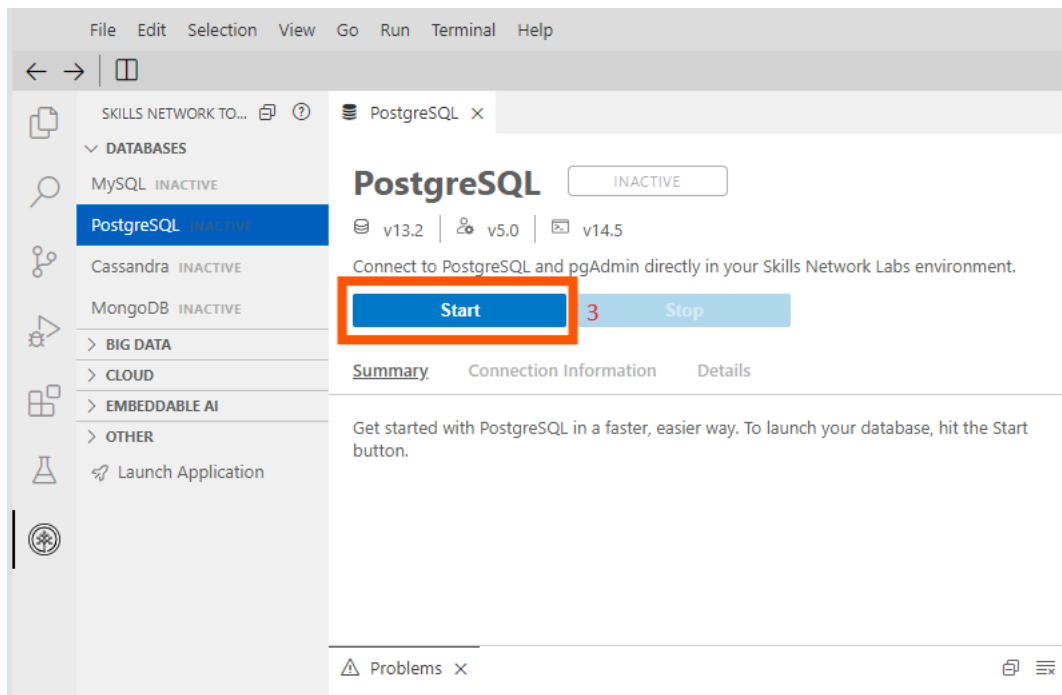 File Edit Selection View Go Run Terminal Help
SKILLS NETWORK TO...
DATABASES
MySQL INACTIVE
PostgreSQL INACTIVE
Cassandra INACTIVE
MongoDB INACTIVE
BIG DATA
CLOUD
EMBEDDABLE AI
OTHER
Launch Application
PostgreSQL
PostgreSQL INACTIVE
v13.2 v5.0 v14.5
Connect to PostgreSQL and pgAdmin directly in your Skills Network Labs environment.
Start 3 Stop
Summary Connection Information Details
Get started with PostgreSQL in a faster, easier way. To launch your database, hit the Start
button.
Problems